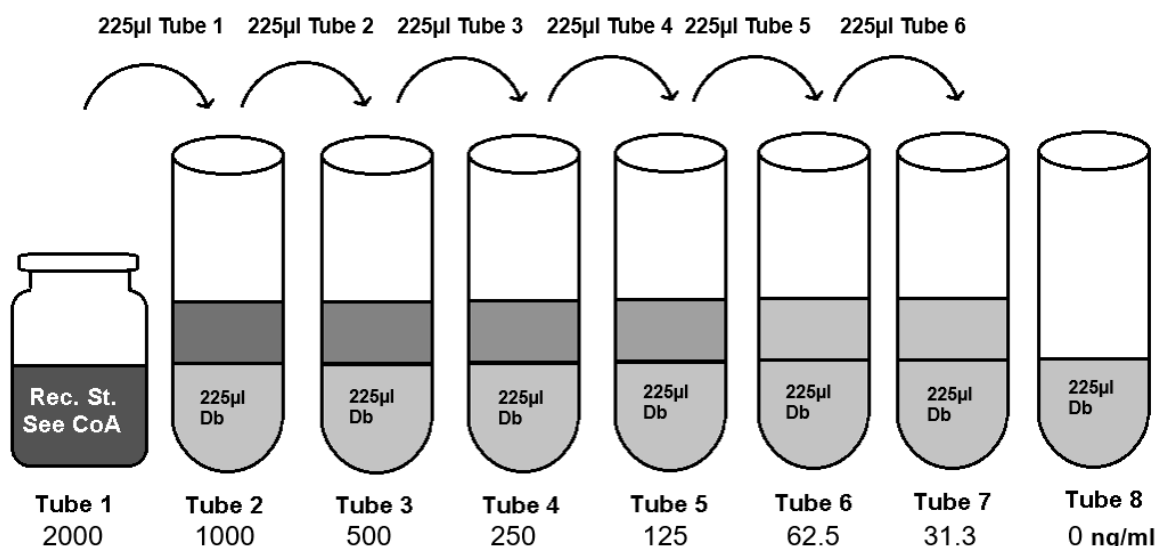 225µl Tube 1 225µl Tube 2 225µl Tube 3 225µl Tube 4 225µl Tube 5 225µl Tube 6
Rec. St.
See CoA
225µl
Db
225µl
Db
225µl
Db
225µl
Db
225µl
Db
225µl
Db
225µl
Db
Tube 1 Tube 2 Tube 3 Tube 4 Tube 5 Tube 6 Tube 7 Tube 8
2000 1000 500 250 125 62.5 31.3 0 ng/ml